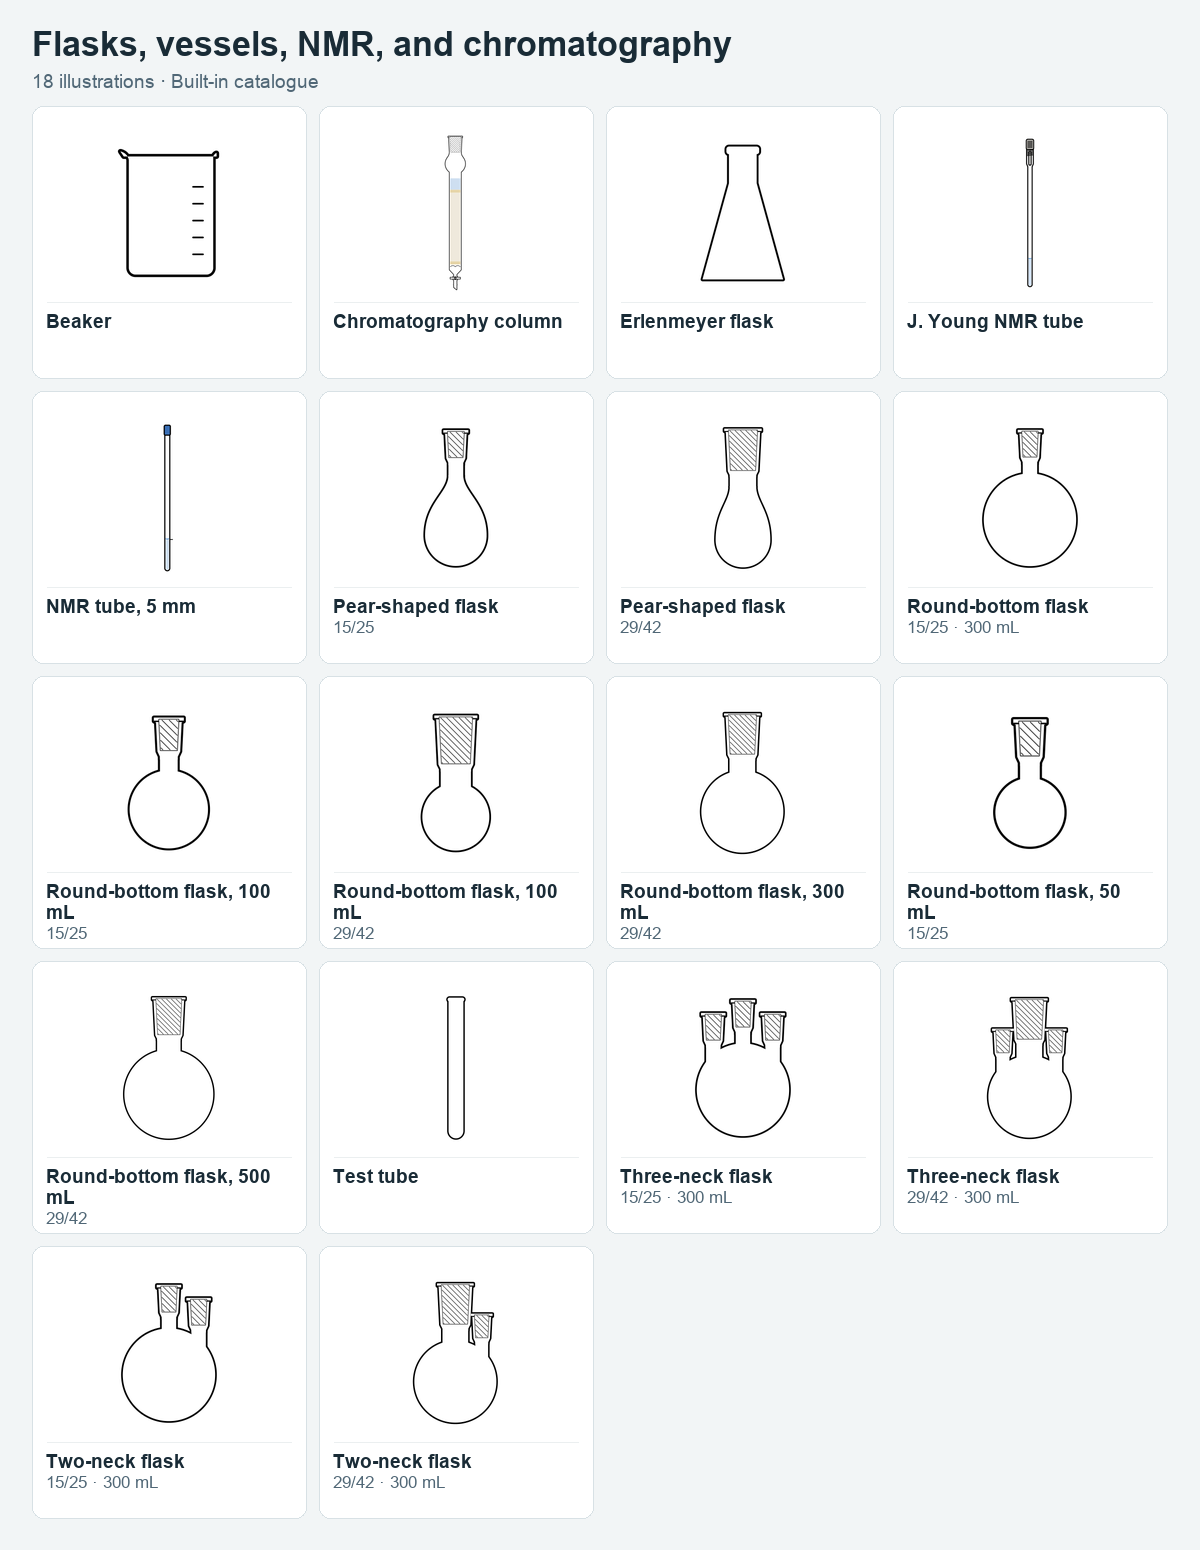 Flasks, vessels, NMR, and chromatography
18 illustrations · Built-in catalogue
Beaker
Chromatography column
Erlenmeyer flask
J. Young NMR tube
NMR tube, 5 mm
Pear-shaped flask
15/25
Pear-shaped flask
29/42
Round-bottom flask
15/25 · 300 mL
Round-bottom flask, 100
mL
15/25
Round-bottom flask, 100
mL
29/42
Round-bottom flask, 300
mL
29/42
Round-bottom flask, 50
mL
15/25
Round-bottom flask, 500
mL
29/42
Test tube
Three-neck flask
15/25 · 300 mL
Three-neck flask
29/42 · 300 mL
Two-neck flask
15/25 · 300 mL
Two-neck flask
29/42 · 300 mL